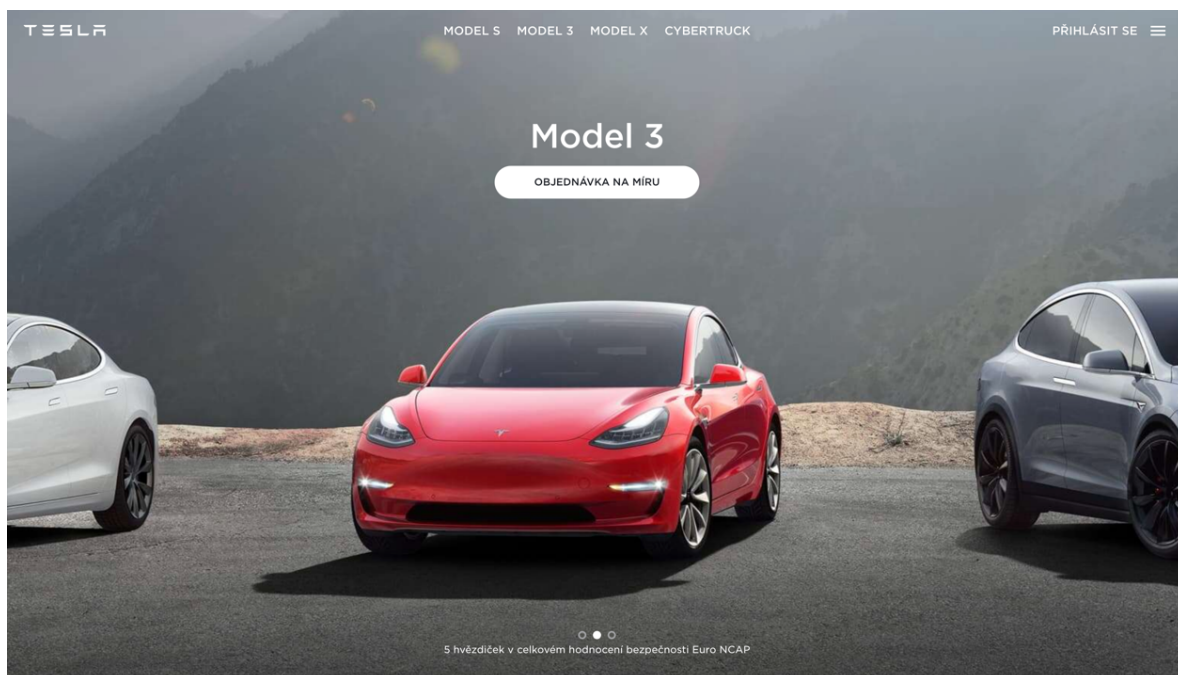 TESLA
MODEL S MODEL 3 MODEL X CYBERTRUCK
PŘIHLÁSIT SE
Model 3
OBJEDNÁVKA NA MÍRU
5 hvězdiček v celkovém hodnocení bezpečnosti Euro NCAP